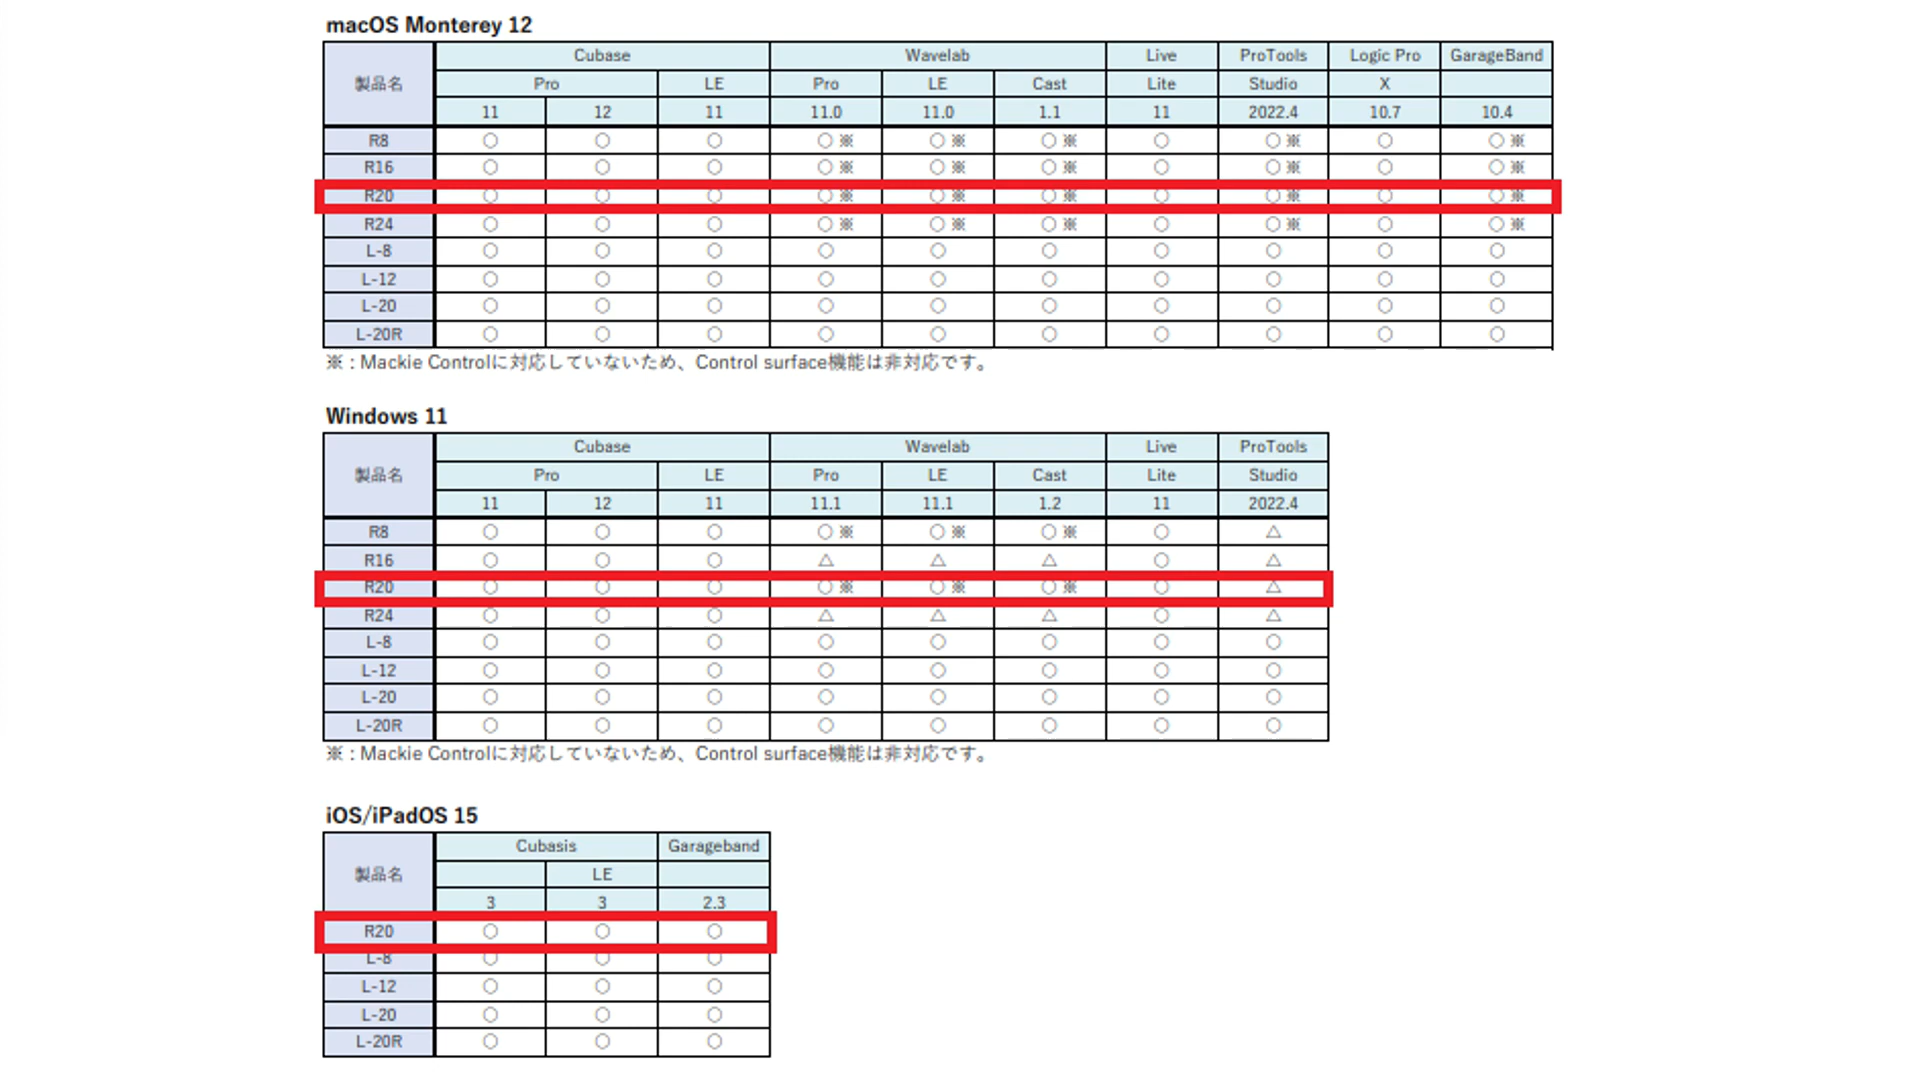 macOS Monterey 12
製品名 Cubase Wavelab Live ProTools Logic Pro GarageBand
Pro LE Pro LE Cast Lite Studio X
11 12 11 11.0 11.0 1.1 11 2022.4 10.7 10.4
R8 ○ ○ ○ ○※ ○※ ○※ ○ ○※ ○ ○※
R16 ○ ○ ○ ○※ ○※ ○※ ○ ○※ ○ ○※
R20 ○ ○ ○ ○※ ○※ ○※ ○ ○※ ○ ○※
R24 ○ ○ ○ ○※ ○※ ○※ ○ ○※ ○ ○※
L-8 ○ ○ ○ ○ ○ ○ ○ ○ ○ ○
L-12 ○ ○ ○ ○ ○ ○ ○ ○ ○ ○
L-20 ○ ○ ○ ○ ○ ○ ○ ○ ○ ○
L-20R ○ ○ ○ ○ ○ ○ ○ ○ ○ ○
※ : Mackie Controlに対応していないため、Control surface機能は非対応です。
Windows 11
製品名 Cubase Wavelab Live ProTools
Pro LE Pro LE Cast Lite Studio
11 12 11 11.1 11.1 1.2 11 2022.4
R8 ○ ○ ○ ○※ ○※ ○※ ○ △
R16 ○ ○ ○ △ △ △ ○ △
R20 ○ ○ ○ ○※ ○※ ○※ ○ △
R24 ○ ○ ○ △ △ △ ○ △
L-8 ○ ○ ○ ○ ○ ○ ○ ○
L-12 ○ ○ ○ ○ ○ ○ ○ ○
L-20 ○ ○ ○ ○ ○ ○ ○ ○
L-20R ○ ○ ○ ○ ○ ○ ○ ○
※ : Mackie Controlに対応していないため、Control surface機能は非対応です。
iOS/iPadOS 15
製品名 Cubasis Garageband
LE
3 3 2.3
R20 ○ ○ ○
L-8 ○ ○ ○
L-12 ○ ○ ○
L-20 ○ ○ ○
L-20R ○ ○ ○